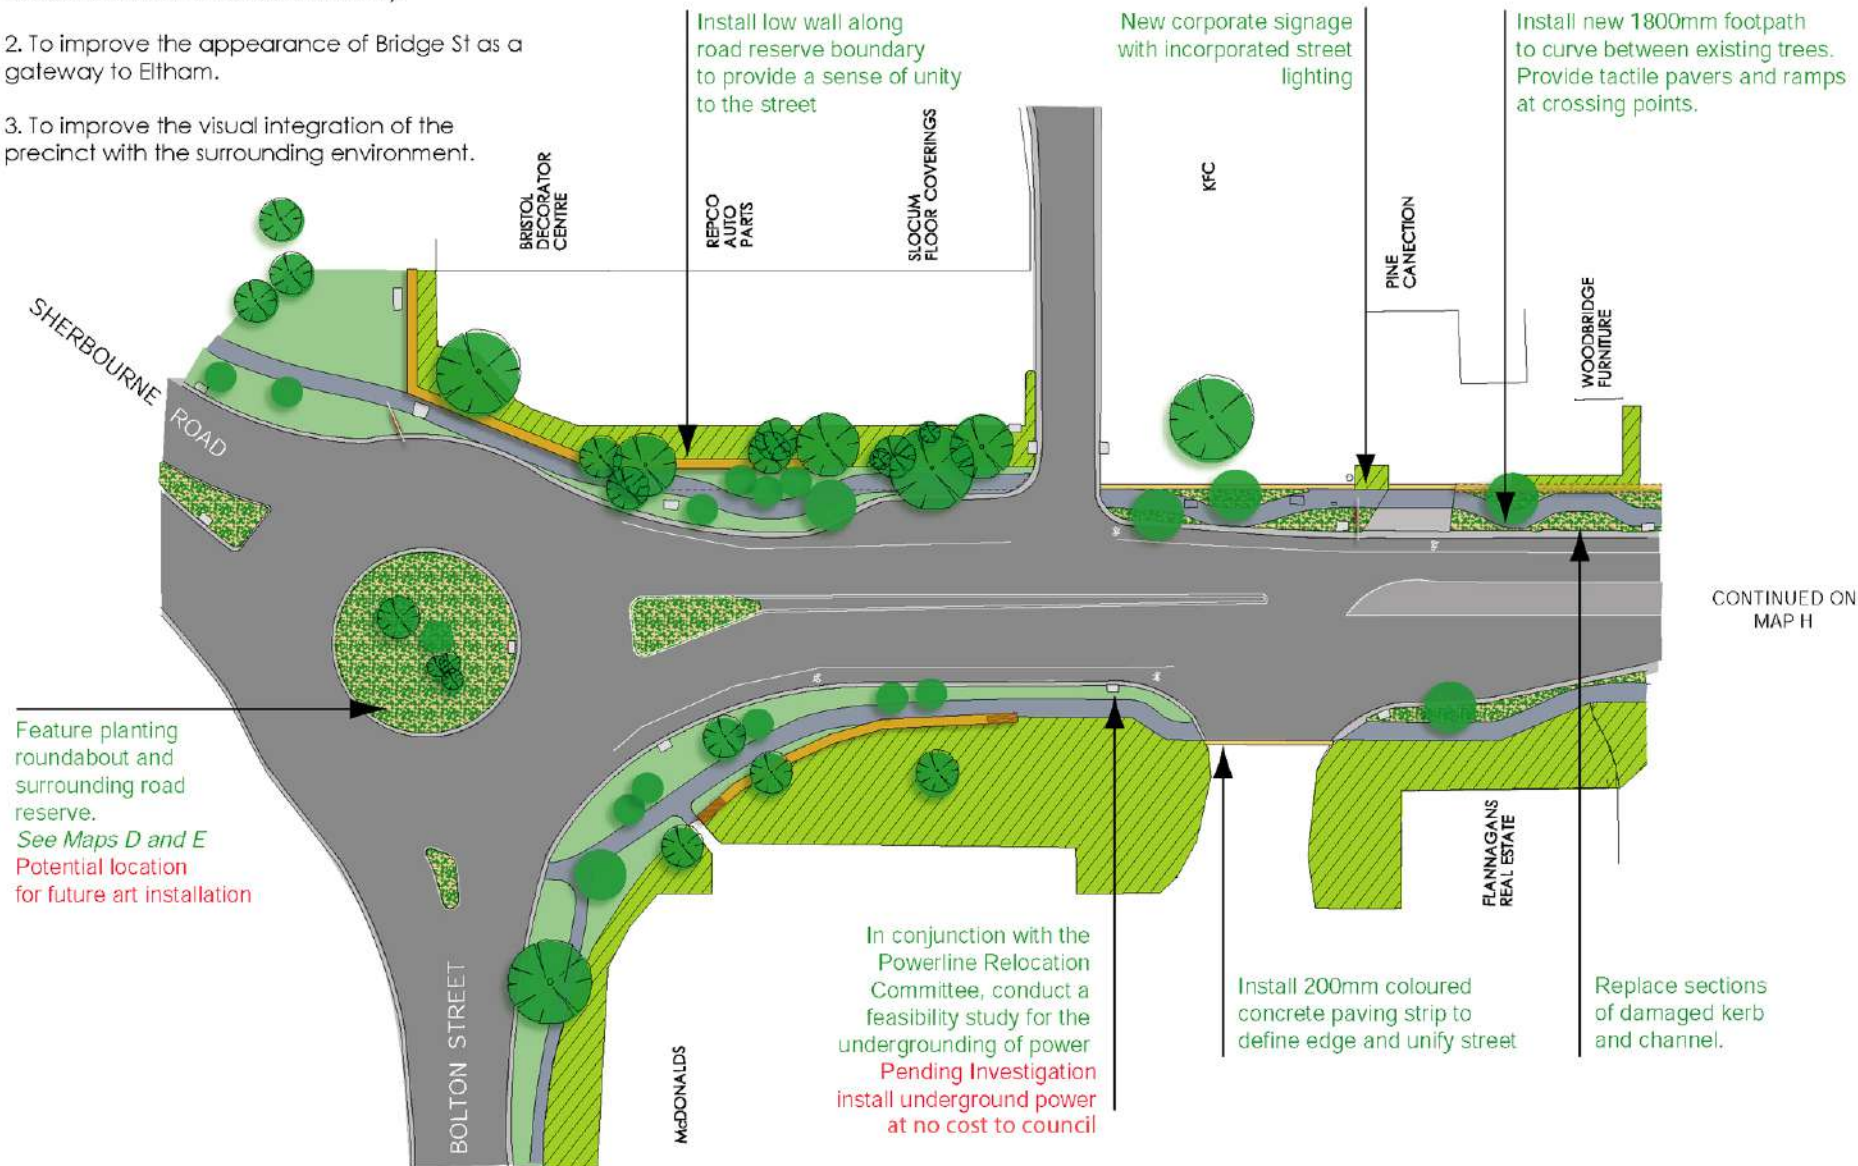 2. To improve the appearance of Bridge St as a
gateway to Eltham.
3. To improve the visual integration of the
precinct with the surrounding environment.
Install low wall along
road reserve boundary
to provide a sense of unity
to the street
New corporate signage
with incorporated street
lighting
Install new 1800mm footpath
to curve between existing trees.
Provide tactile pavers and ramps
at crossing points.
BRISTOL
DECORATOR
CENTRE
REPCO
AUTO
PARTS
SLOCUM
FLOOR COVERINGS
KFC
PINE
CANECTION
WOODBRIDGE
FURNITURE
SHERBOURNE
ROAD
CONTINUED ON
MAP H
Feature planting
roundabout and
surrounding road
reserve.
See Maps D and E
Potential location
for future art installation
BOLTON STREET
McDONALDS
In conjunction with the
Powerline Relocation
Committee, conduct a
feasibility study for the
undergrounding of power
Pending Investigation
install underground power
at no cost to council
FLANNAGANS
REAL ESTATE
Install 200mm coloured
concrete paving strip to
define edge and unify street
Replace sections
of damaged kerb
and channel.